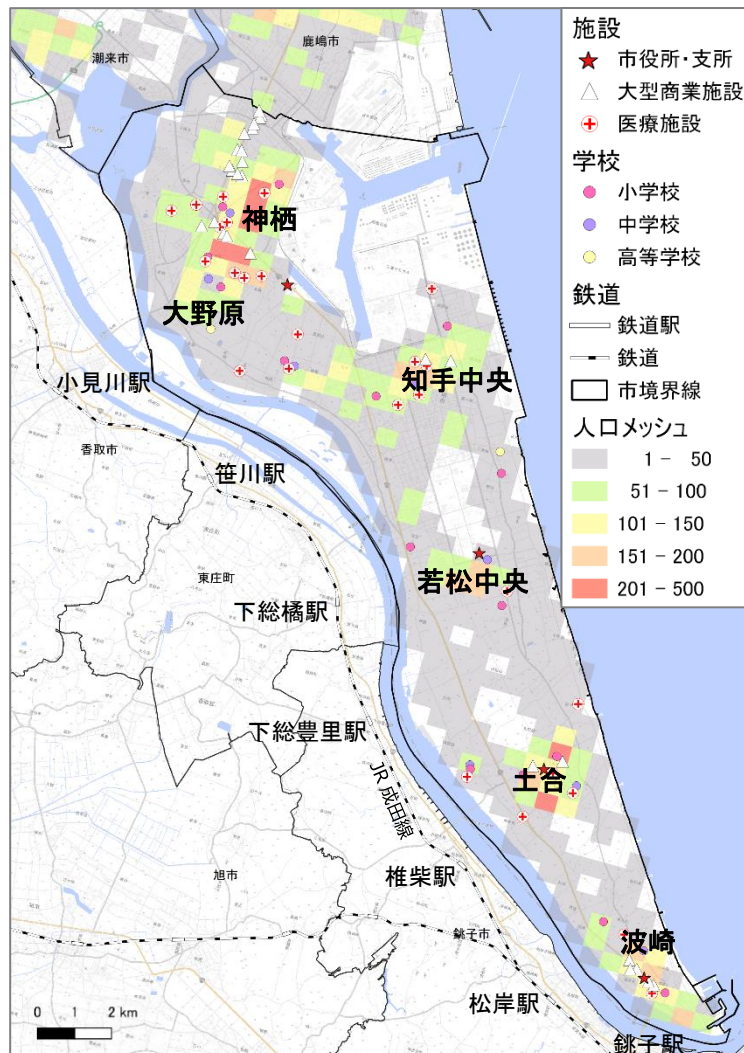 潮来市
鹿嶋市
神栖
大野原
知手中央
小見川駅
香取市
笹川駅
東庄町
若松中央
下総橘駅
下総豊里駅
JR成田線
土合
旭市
椎柴駅
銚子市
波崎
松岸駅
銚子駅
0 1 2 km
施設
市役所・支所
大型商業施設
医療施設
学校
小学校
中学校
高等学校
鉄道
鉄道駅
鉄道
市境界線
人口メッシュ
1 - 50
51 - 100
101 - 150
151 - 200
201 - 500